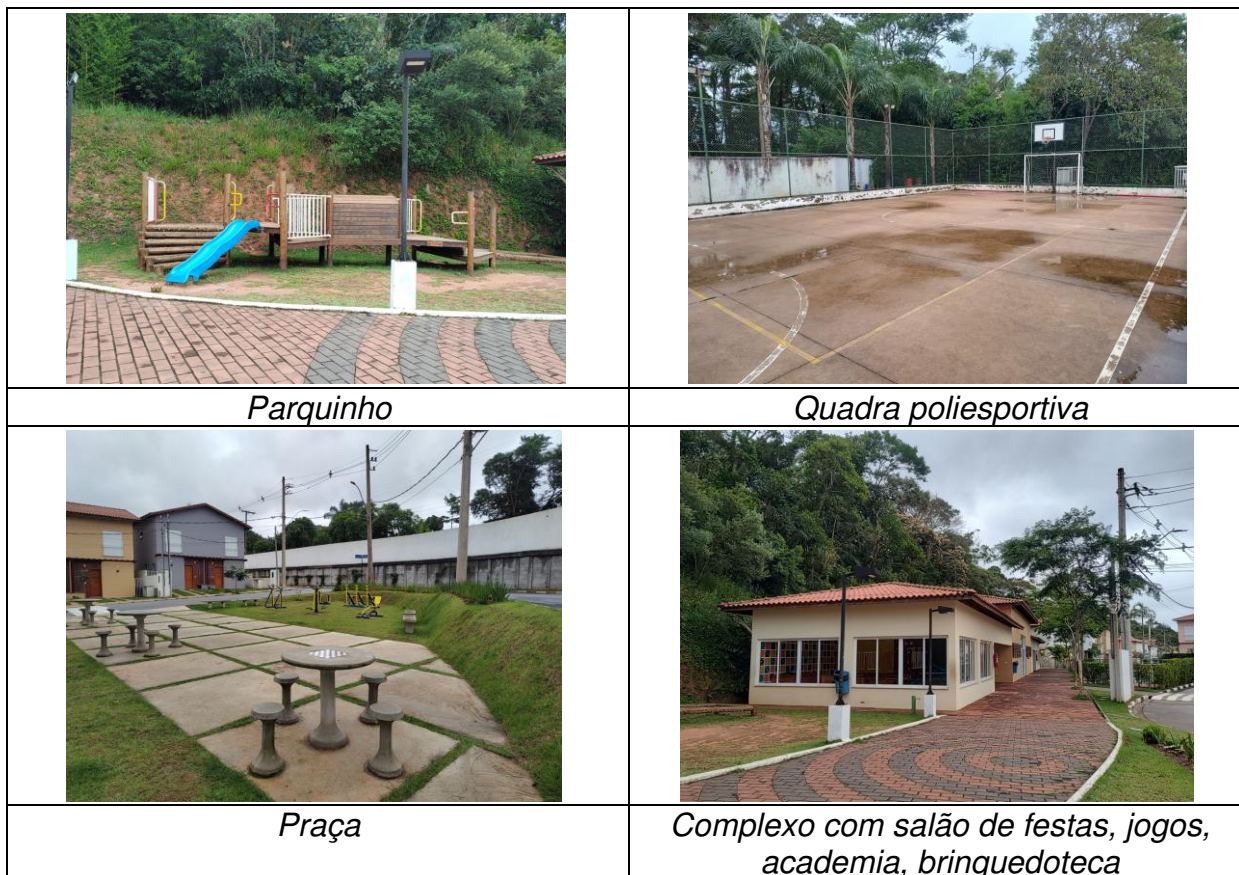 Parquinho
Quadra poliesportiva
Praça
Complexo com salão de festas, jogos,
academia, brinquedoteca